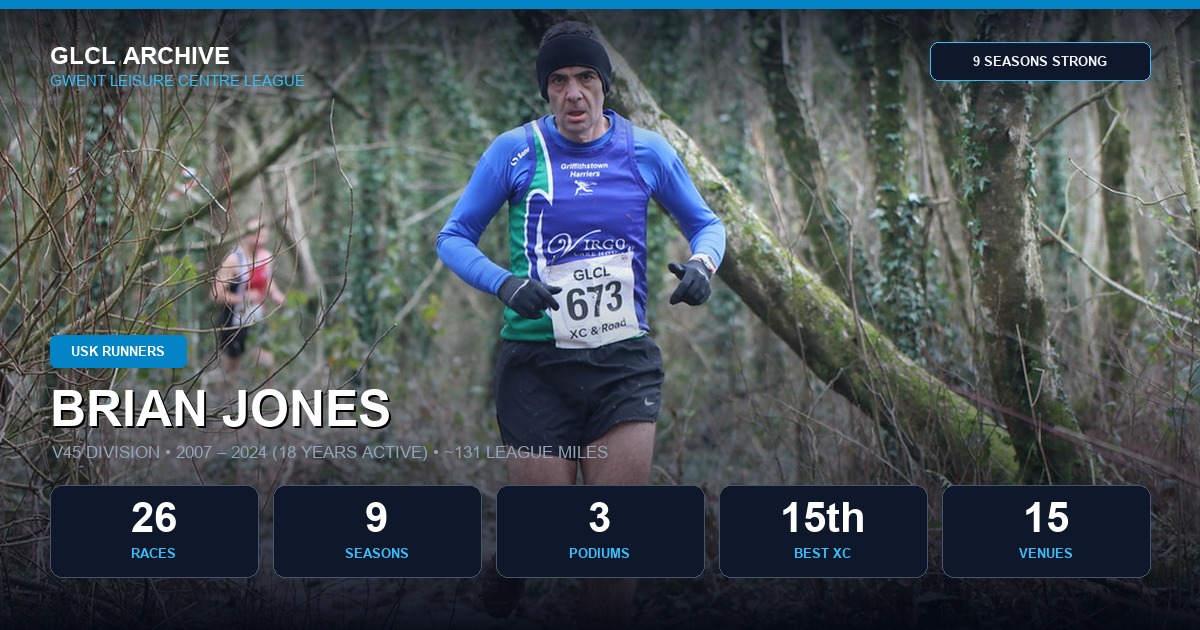 GLCL ARCHIVE
GWENT LEISURE CENTRE LEAGUE
9 SEASONS STRONG
Griffithstown
Harriers
VIRGO
GLCL
673
XC & Road
USK RUNNERS
BRIAN JONES
V45 DIVISION • 2007 – 2024 (18 YEARS ACTIVE) • ~131 LEAGUE MILES
26
RACES
9
SEASONS
3
PODIUMS
15th
BEST XC
15
VENUES